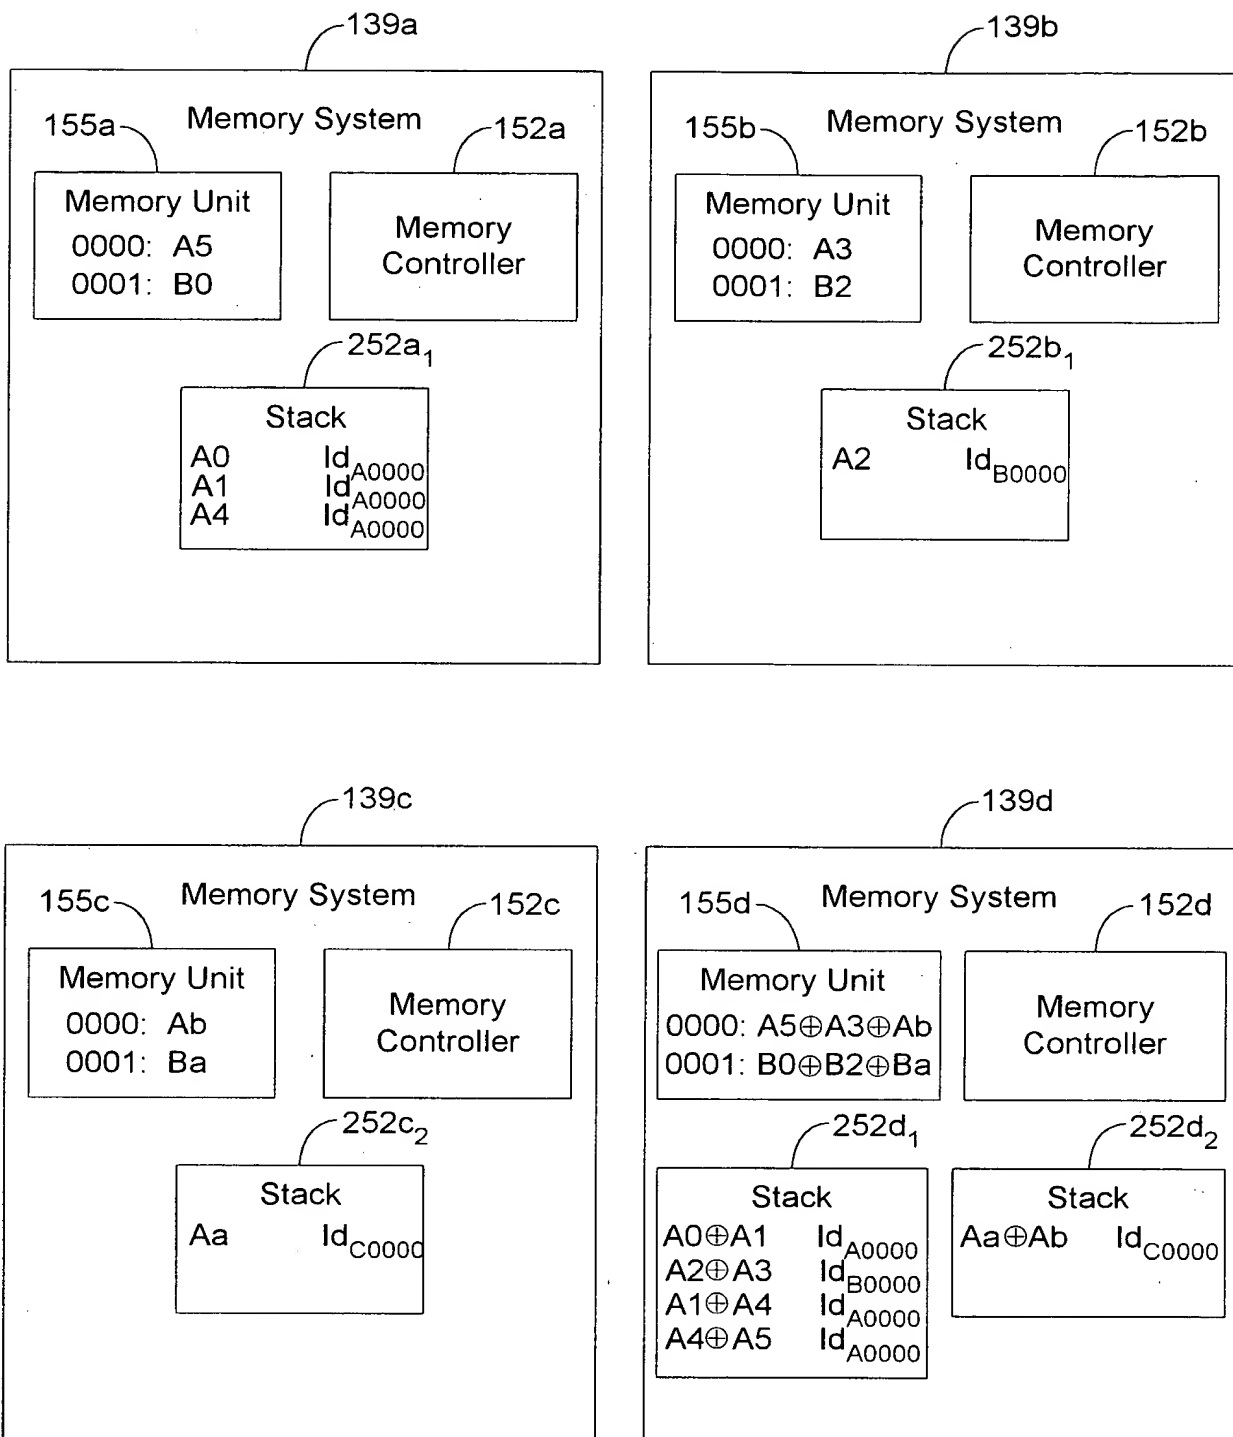 139a
Memory System
155a
152a
Memory Unit
0000: A5
0001: B0
Memory
Controller
252a1
Stack
A0 IdA0000
A1 IdA0000
A4 IdA0000
139b
Memory System
155b
152b
Memory Unit
0000: A3
0001: B2
Memory
Controller
252b1
Stack
A2 IdB0000
139c
Memory System
155c
152c
Memory Unit
0000: Ab
0001: Ba
Memory
Controller
252c2
Stack
Aa IdC0000
139d
Memory System
155d
152d
Memory Unit
0000: A5⊕A3⊕Ab
0001: B0⊕B2⊕Ba
Memory
Controller
252d1
Stack
A0⊕A1 IdA0000
A2⊕A3 IdB0000
A1⊕A4 IdA0000
A4⊕A5 IdA0000
252d2
Stack
Aa⊕Ab IdC0000